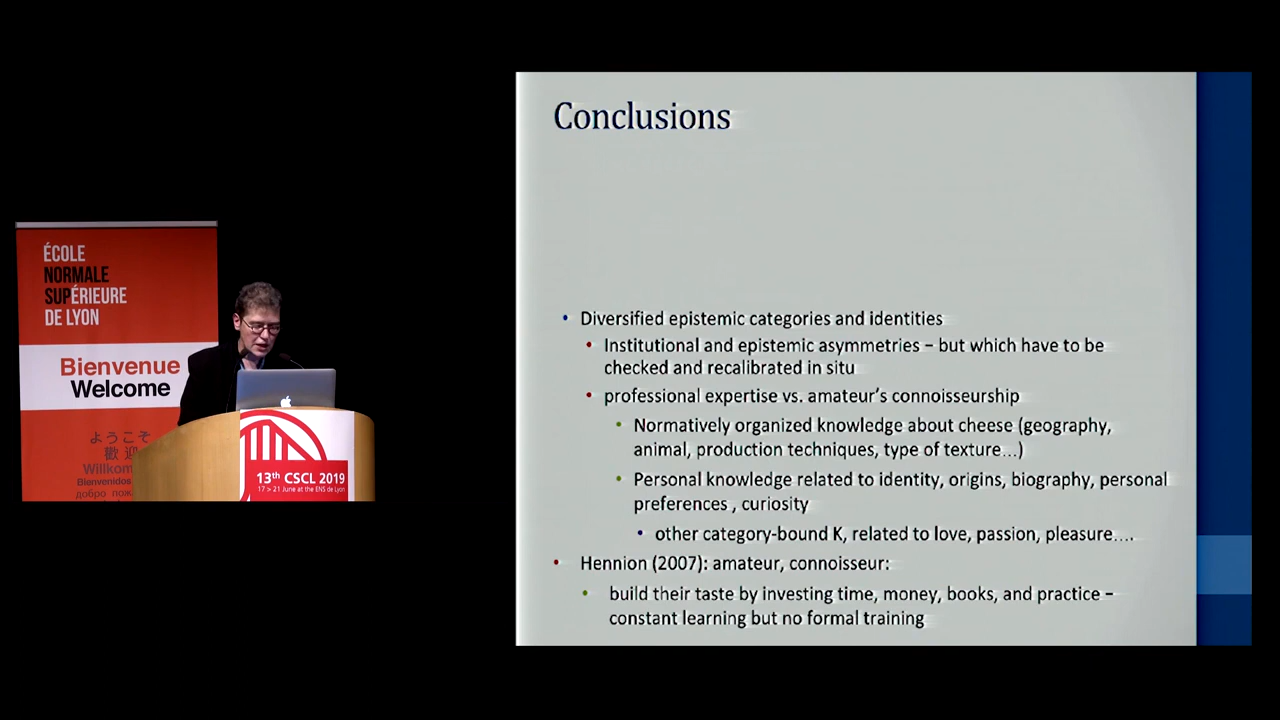 ÉCOLE
NORMALE
SUPÉRIEURE
DE LYON
Bienvenue
Welcome
ようこそ
歡迎
Bienvenidos
добро
13th CSCL 2019
17 > 21 June at the ENS de Lyon
Conclusions
• Diversified epistemic categories and identities
• Institutional and epistemic asymmetries – but which have to be
checked and recalibrated in situ
• professional expertise vs. amateur’s connoisseurship
• Normatively organized knowledge about cheese (geography,
animal, production techniques, type of texture…)
• Personal knowledge related to identity, origins, biography, personal
preferences , curiosity
• other category-bound K, related to love, passion, pleasure….
• Hennion (2007): amateur, connoisseur:
• build their taste by investing time, money, books, and practice –
constant learning but no formal training